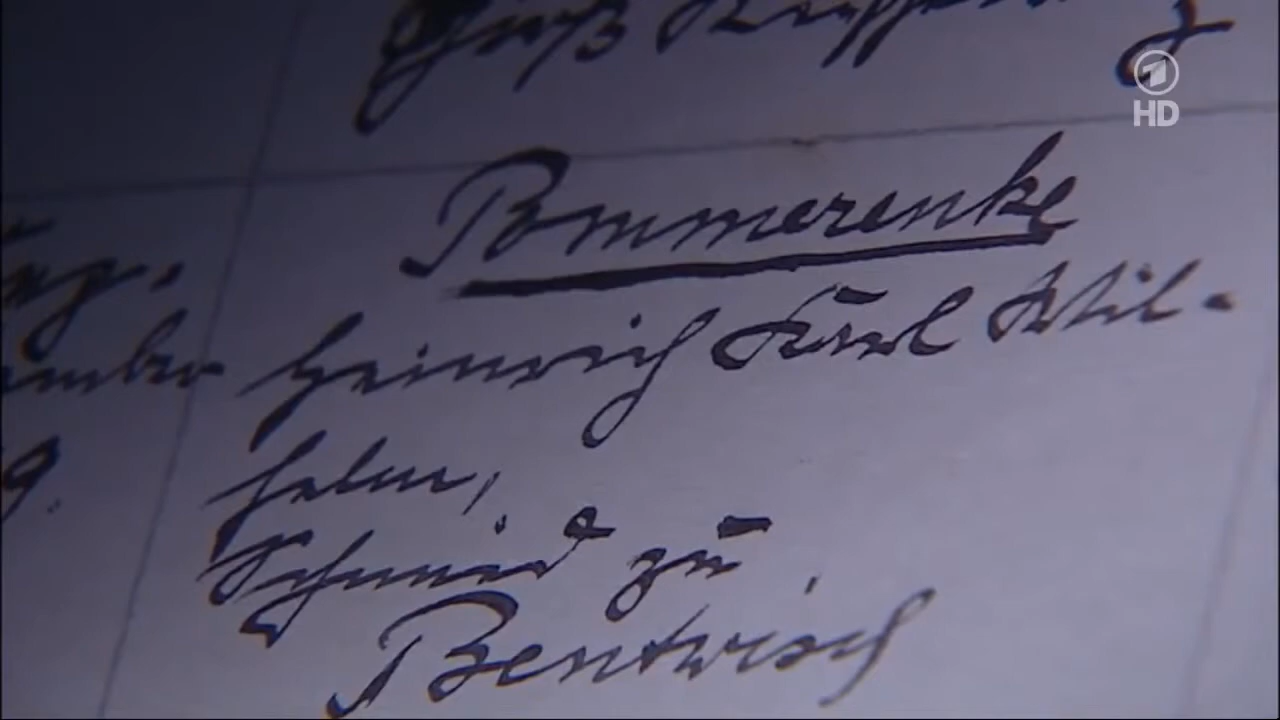 HD
Pommerenke
Heinrich Karl Wil-
helm,
Schmied zu
Bentwisch